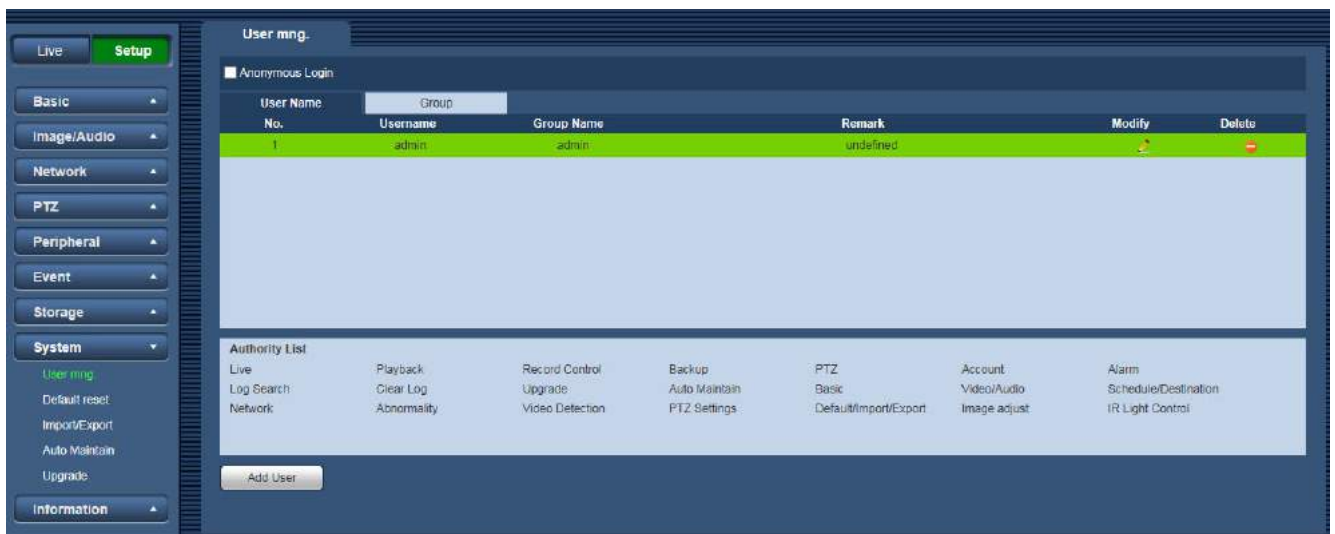 Live Setup
Basic
Image/Audio
Network
PTZ
Peripheral
Event
Storage
System
User mng.
Default reset
Import/Export
Auto Maintain
Upgrade
Information
User mng.
Anonymous Login
User Name Group
No. Username Group Name Remark Modify Delete
1 admin admin undefined
Authority List
Live Playback Record Control Backup PTZ Account Alarm
Log Search Clear Log Upgrade Auto Maintain Basic Video/Audio Schedule/Destination
Network Abnormality Video Detection PTZ Settings Default/Import/Export Image adjust IR Light Control
Add User